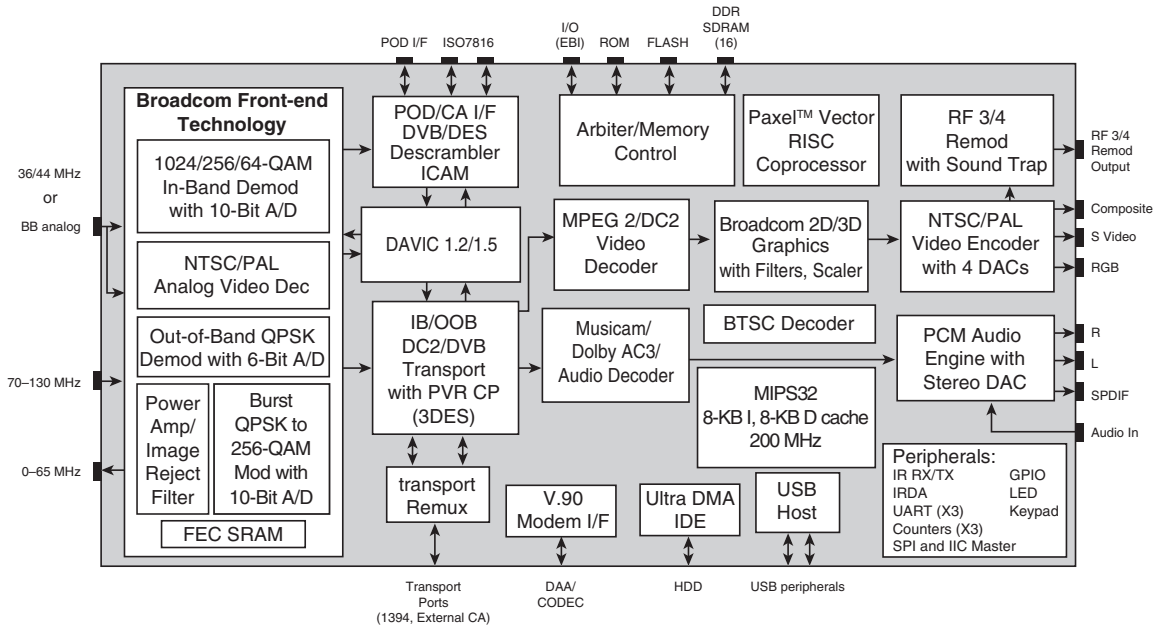 POD I/F
ISO7816
I/O
(EBI)
ROM
FLASH
DDR
SDRAM
(16)
36/44 MHz
or
BB analog
70–130 MHz
0–65 MHz
Broadcom Front-end
Technology
1024/256/64-QAM
In-Band Demod
with 10-Bit A/D
NTSC/PAL
Analog Video Dec
Out-of-Band QPSK
Demod with 6-Bit A/D
Power
Amp/
Image
Reject
Filter
Burst
QPSK to
256-QAM
Mod with
10-Bit A/D
FEC SRAM
POD/CA I/F
DVB/DES
Descrambler
ICAM
DAVIC 1.2/1.5
IB/OOB
DC2/DVB
Transport
with PVR CP
(3DES)
transport
Remux
Arbiter/Memory
Control
Paxel™ Vector
RISC
Coprocessor
RF 3/4
Remod
with Sound Trap
MPEG 2/DC2
Video
Decoder
Broadcom 2D/3D
Graphics
with Filters, Scaler
NTSC/PAL
Video Encoder
with 4 DACs
Musicam/
Dolby AC3/
Audio Decoder
BTSC Decoder
PCM Audio
Engine with
Stereo DAC
MIPS32
8-KB I, 8-KB D cache
200 MHz
V.90
Modem I/F
Ultra DMA
IDE
USB
Host
Peripherals:
IR RX/TX GPIO
IRDA LED
UART (X3) Keypad
Counters (X3)
SPI and IIC Master
RF 3/4
Remod
Output
Composite
S Video
RGB
R
L
SPDIF
Audio In
Transport
Ports
(1394, External CA)
DAA/
CODEC
HDD
USB peripherals